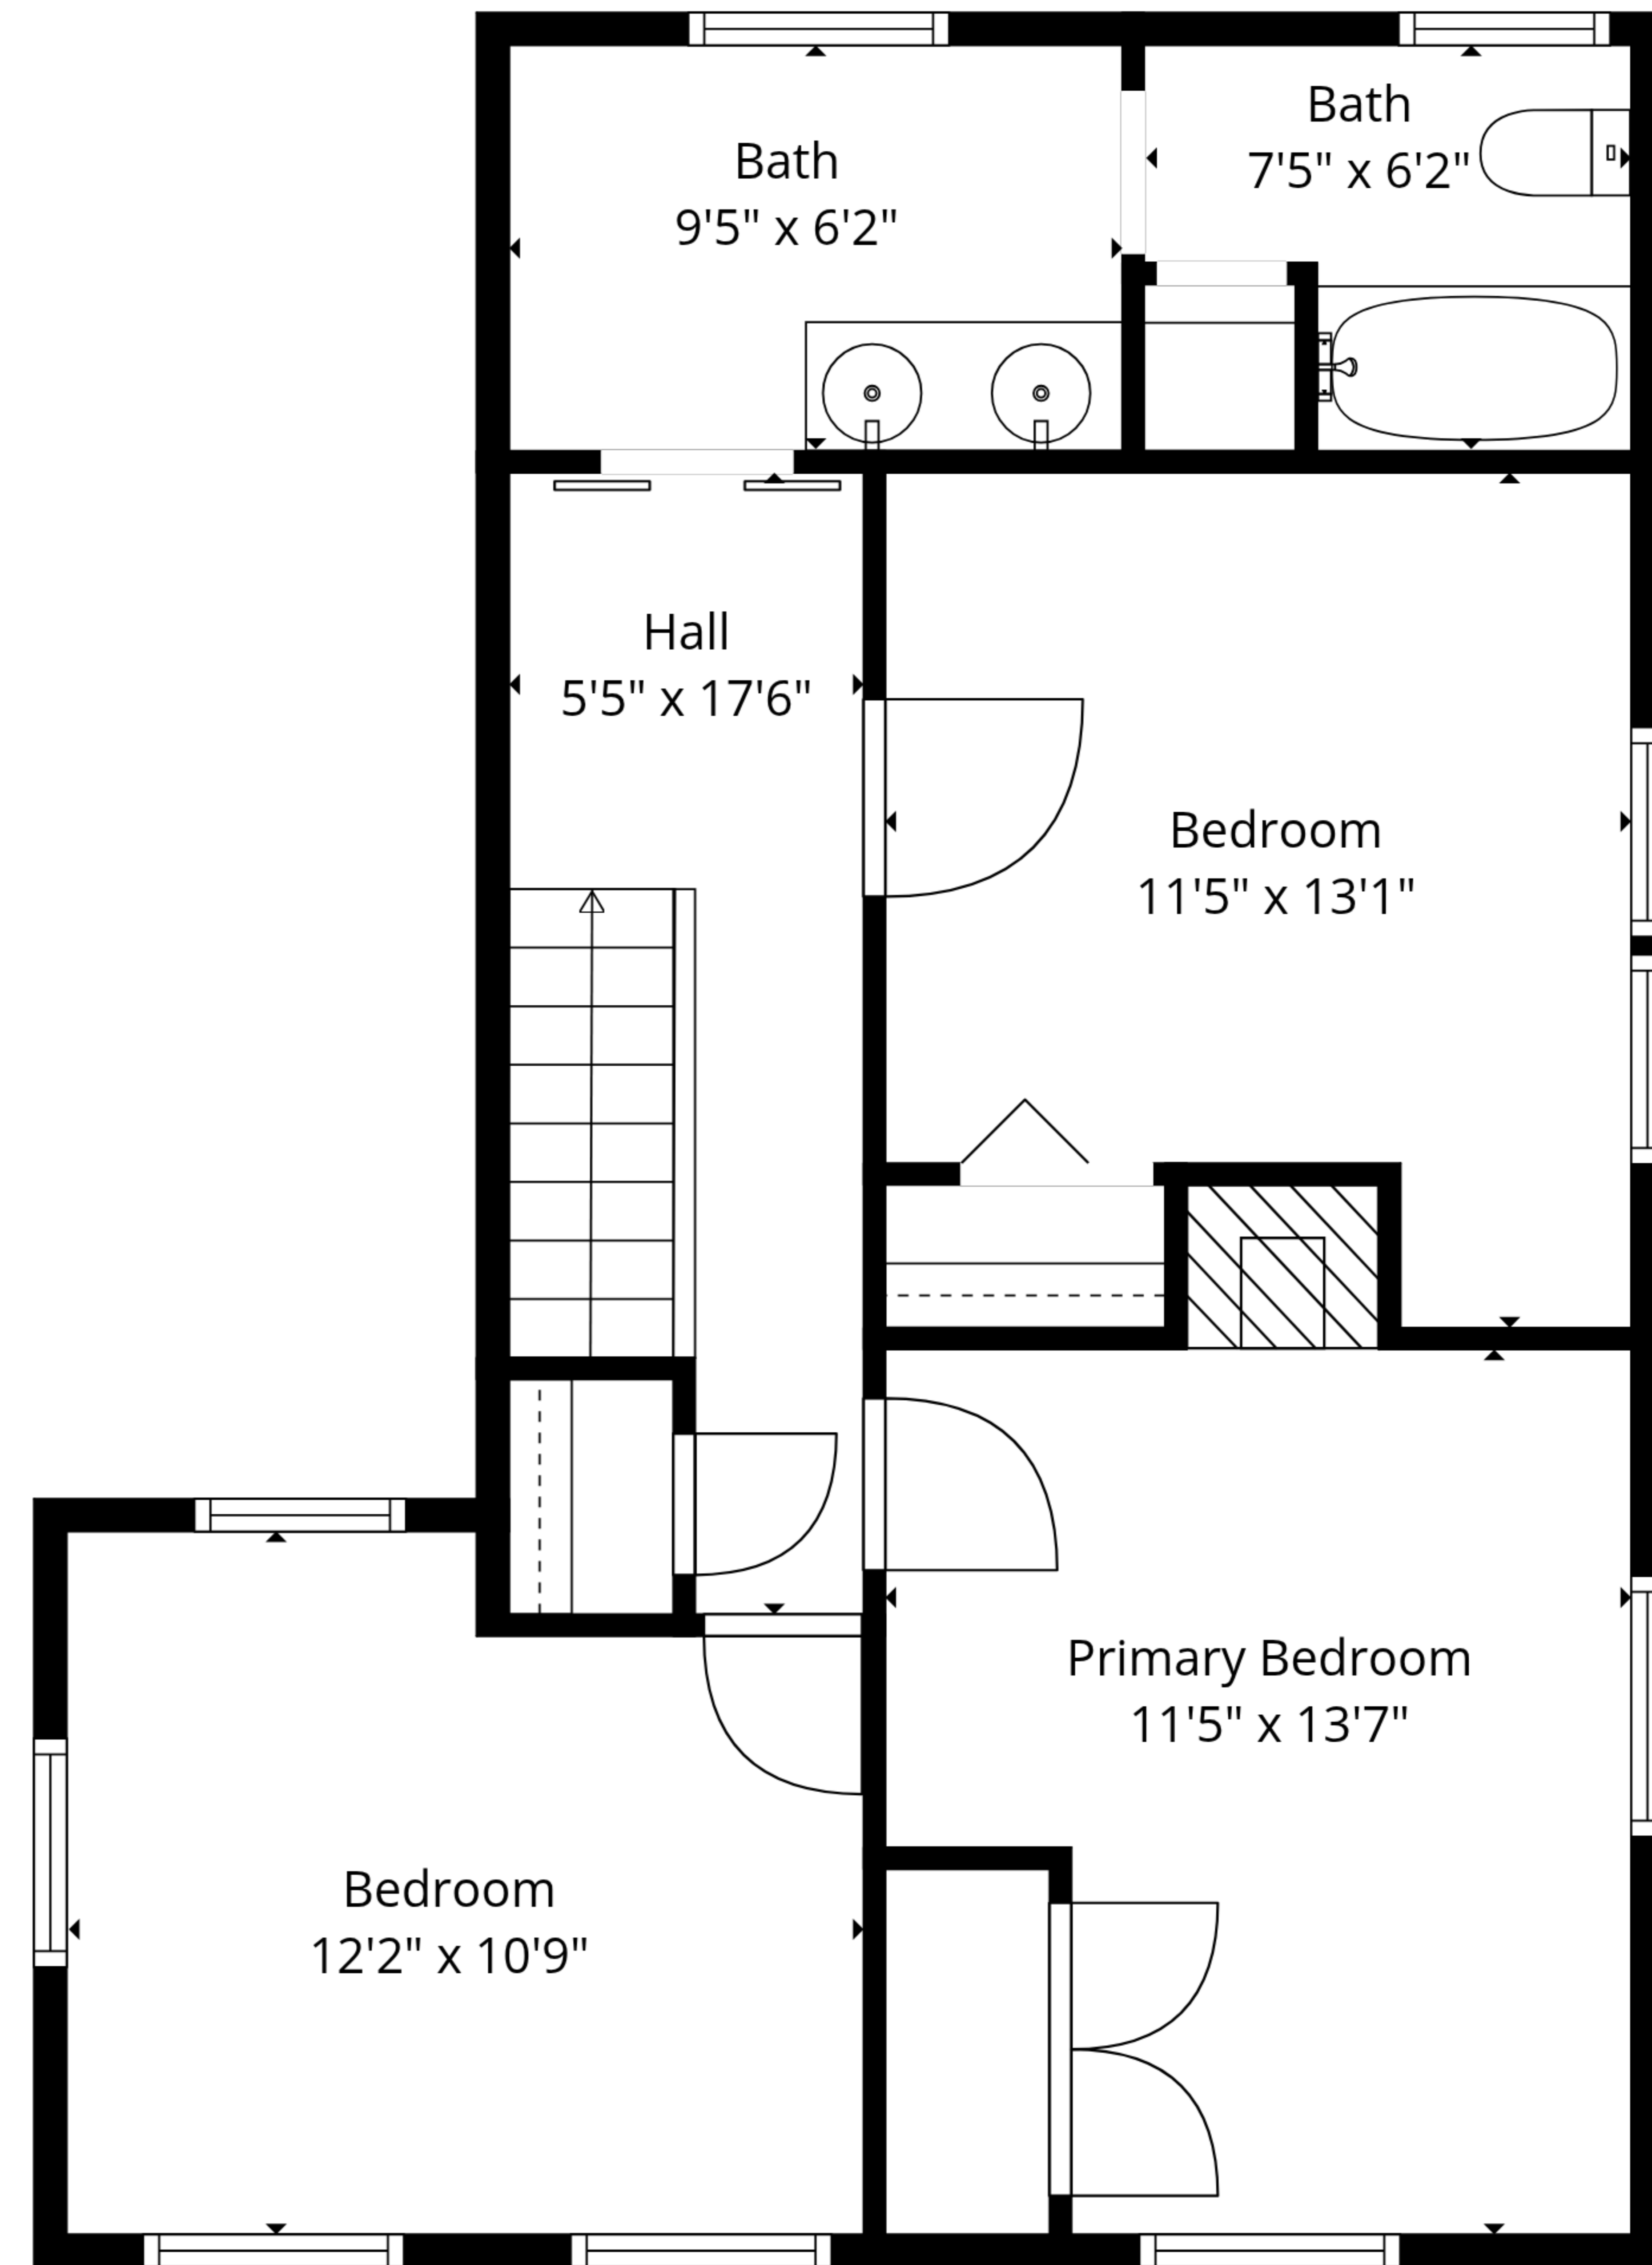 Bath
9'5" x 6'2"
Bath
7'5" x 6'2"
Hall
5'5" x 17'6"
Bedroom
11'5" x 13'1"
Primary Bedroom
11'5" x 13'7"
Bedroom
12'2" x 10'9"